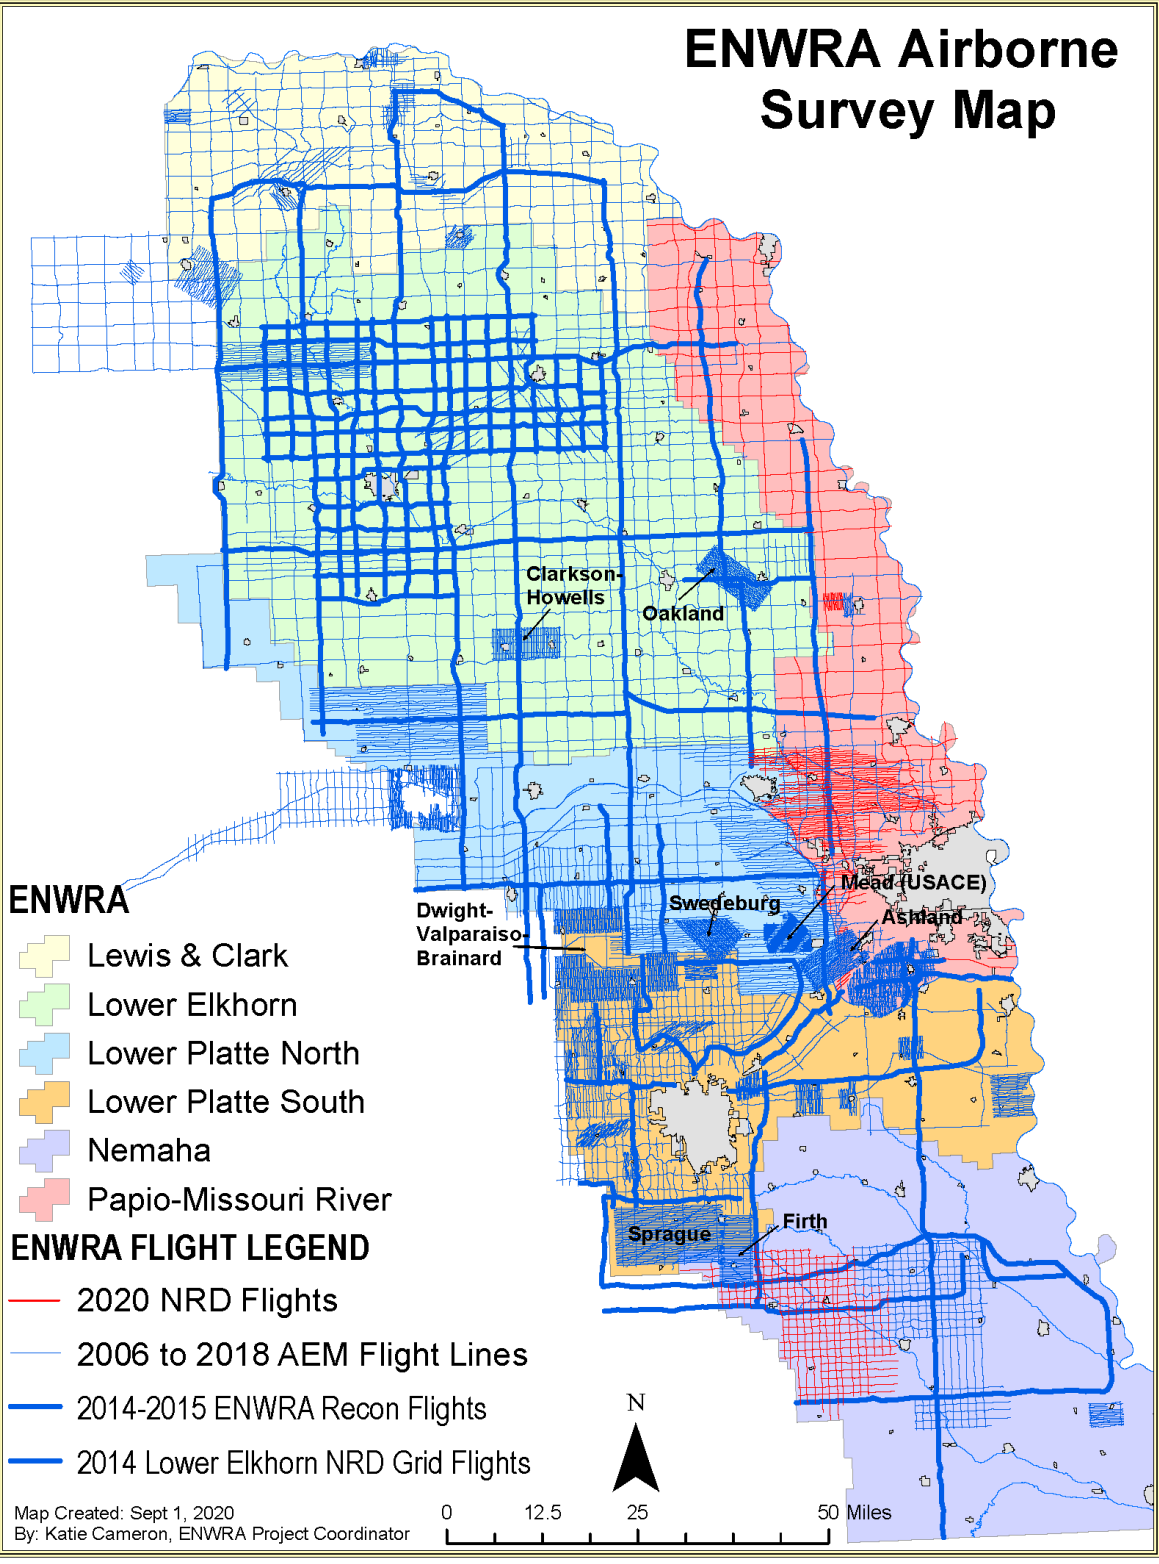 ENWRA Airborne
Survey Map
Clarkson-
Howells
Oakland
Mead (USACE)
Swedeburg
Ashland
Dwight-
Valparaiso-
Brainard
Sprague
Firth
ENWRA
Lewis & Clark
Lower Elkhorn
Lower Platte North
Lower Platte South
Nemaha
Papio-Missouri River
ENWRA FLIGHT LEGEND
2020 NRD Flights
2006 to 2018 AEM Flight Lines
2014-2015 ENWRA Recon Flights
2014 Lower Elkhorn NRD Grid Flights
N
0 12.5 25 50 Miles
Map Created: Sept 1, 2020
By: Katie Cameron, ENWRA Project Coordinator